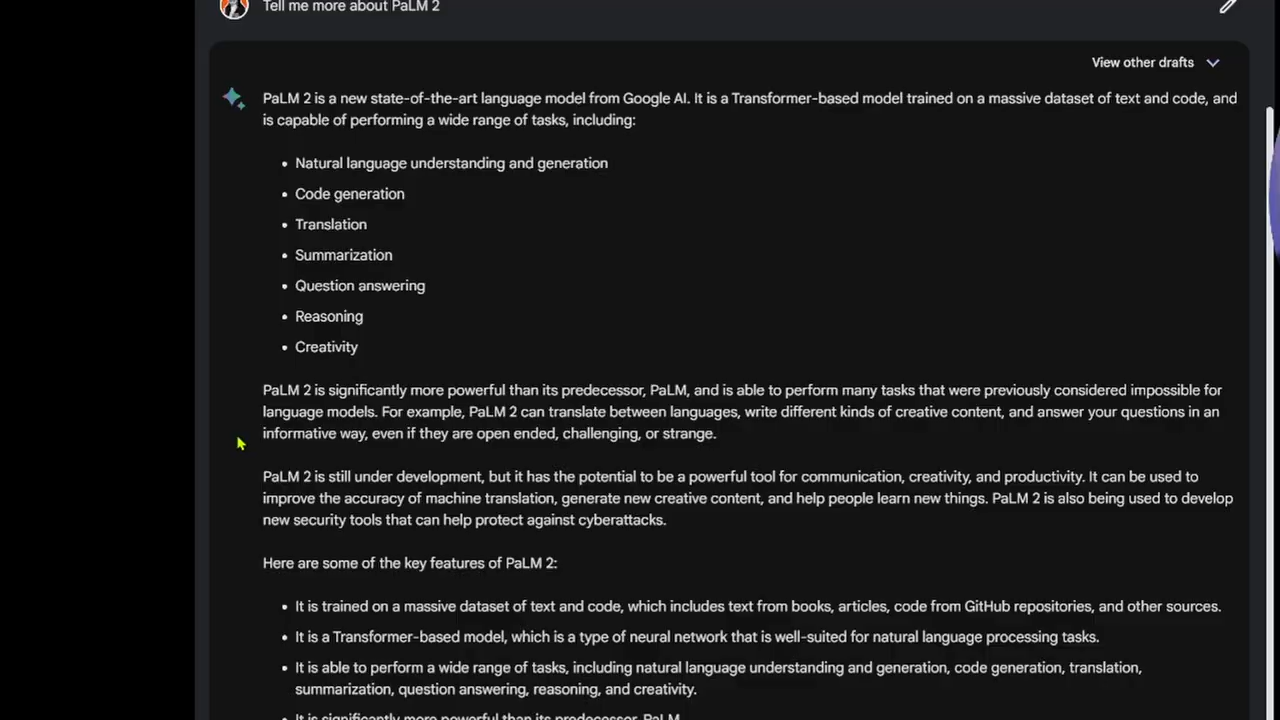 Tell me more about PaLM 2
View other drafts
PaLM 2 is a new state-of-the-art language model from Google AI. It is a Transformer-based model trained on a massive dataset of text and code, and
is capable of performing a wide range of tasks, including:
• Natural language understanding and generation
• Code generation
• Translation
• Summarization
• Question answering
• Reasoning
• Creativity
PaLM 2 is significantly more powerful than its predecessor, PaLM, and is able to perform many tasks that were previously considered impossible for
language models. For example, PaLM 2 can translate between languages, write different kinds of creative content, and answer your questions in an
informative way, even if they are open ended, challenging, or strange.
PaLM 2 is still under development, but it has the potential to be a powerful tool for communication, creativity, and productivity. It can be used to
improve the accuracy of machine translation, generate new creative content, and help people learn new things. PaLM 2 is also being used to develop
new security tools that can help protect against cyberattacks.
Here are some of the key features of PaLM 2:
• It is trained on a massive dataset of text and code, which includes text from books, articles, code from GitHub repositories, and other sources.
• It is a Transformer-based model, which is a type of neural network that is well-suited for natural language processing tasks.
• It is able to perform a wide range of tasks, including natural language understanding and generation, code generation, translation,
summarization, question answering, reasoning, and creativity.
• It is significantly more powerful than its predecessor, PaLM.